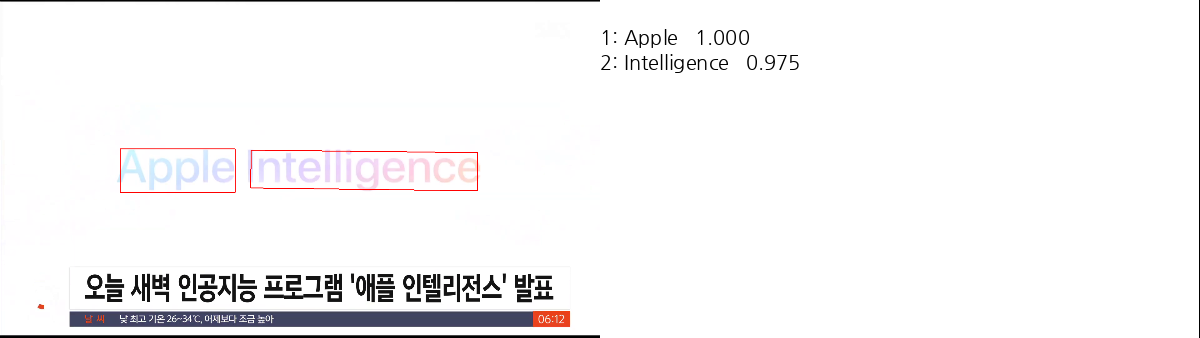 1: Apple 1.000
2: Intelligence 0.975
Apple Intelligence
오늘 새벽 인공지능 프로그램 '애플 인텔리전스' 발표
날씨 낮 최고 기온 26~34℃, 어제보다 조금 높아 06:12